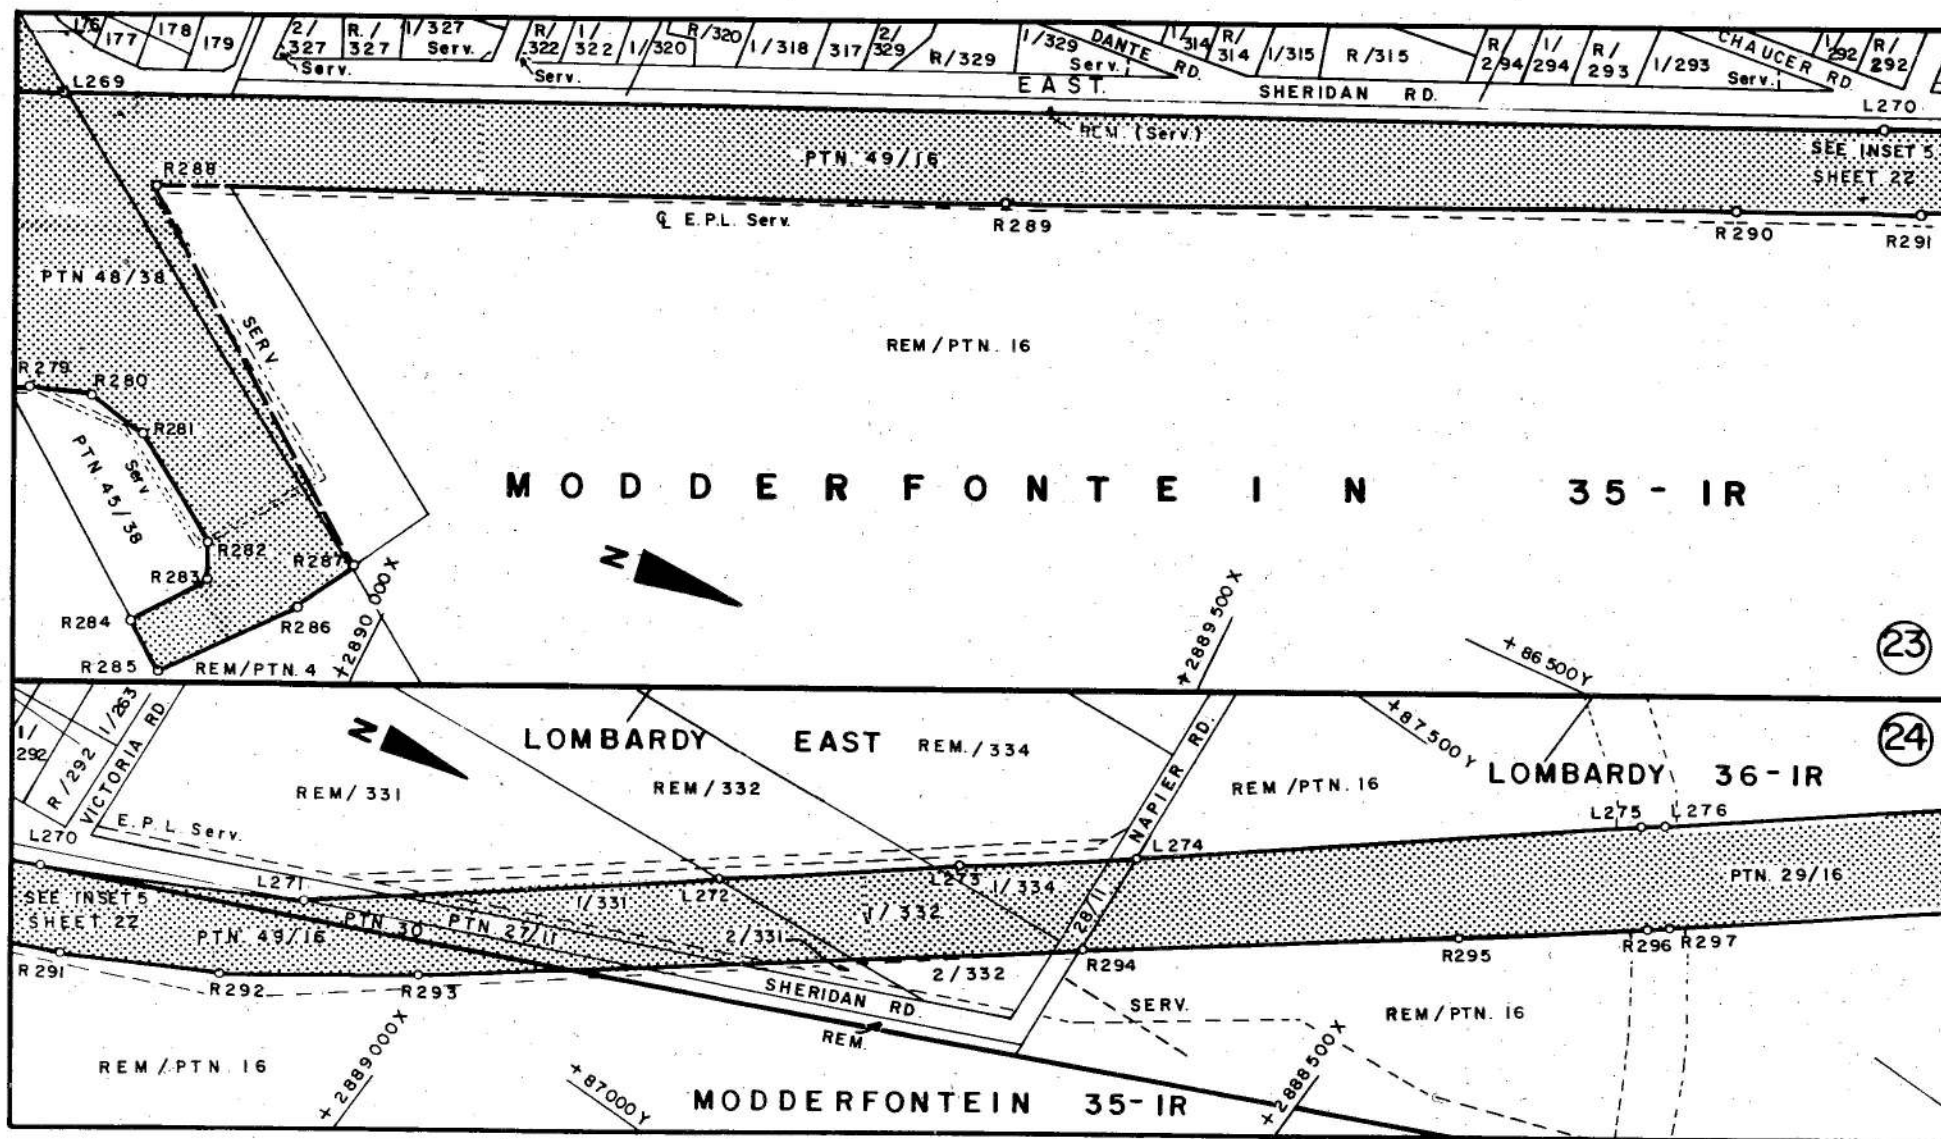 176
177
178
179
2/
327
R./
327
1/327
Serv.
Serv.
R/
322
1/
322
1/320
R/320
1/318
317
2/
329
R/329
Serv.
1/329
Serv.
DANTE RD.
1/
314
R/
314
1/315
R/315
R/
294
1/
294
R/
293
1/293
Serv.
CHAUCER RD.
1/
292
R/
292
L269
EAST.
SHERIDAN RD.
L270
REM. (Serv.)
PTN. 49/16
SEE INSET 5
SHEET 22
R288
℄ E.P.L. Serv.
R289
R290
R291
PTN 48/38
SERV.
REM/PTN. 16
R279
R280
R281
PTN. 45/38
Serv.
MODDERFONTEIN 35-IR
R282
R287
R283
N
R284
R286
R285
REM/PTN. 4
+2890 000X
+2889 500X
+86 500Y
23
1/
292
R/292
1/263
VICTORIA RD.
N
LOMBARDY EAST
REM./334
+87 500Y
24
LOMBARDY 36-IR
REM/331
REM/332
NAPIER RD.
REM/PTN. 16
E.P.L. Serv.
L270
L271
L272
L273
L274
L275
L276
SEE INSET 5
SHEET 22
PTN. 49/16
PTN. 30
PTN. 27/11
1/331
2/331
1/332
1/334
28/11
PTN. 29/16
R291
R292
R293
2/332
R294
R295
R296
R297
SHERIDAN RD.
REM.
SERV.
REM/PTN. 16
REM/PTN. 16
+2889 000X
+87 000Y
MODDERFONTEIN 35-IR
+2888 500X